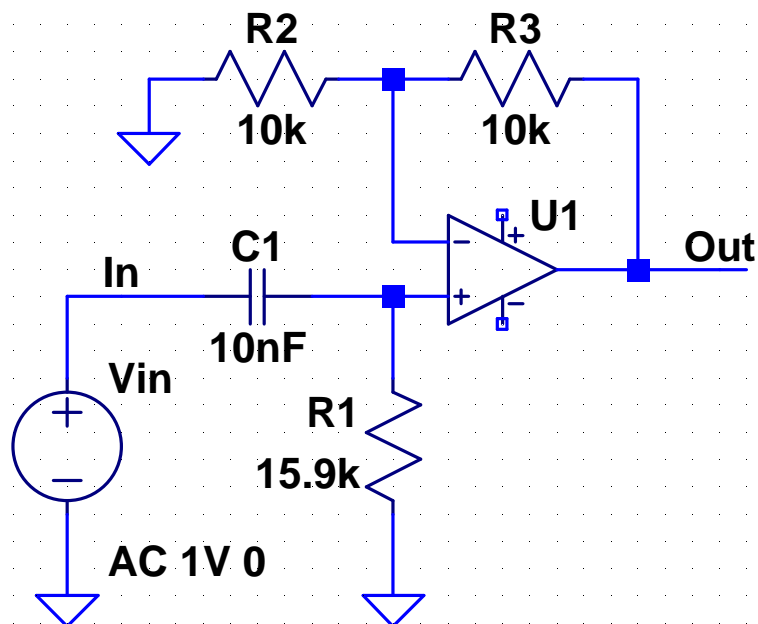 R2 R3
10k 10k
U1
C1 Out
In
10nF
Vin
R1
15.9k
AC 1V 0